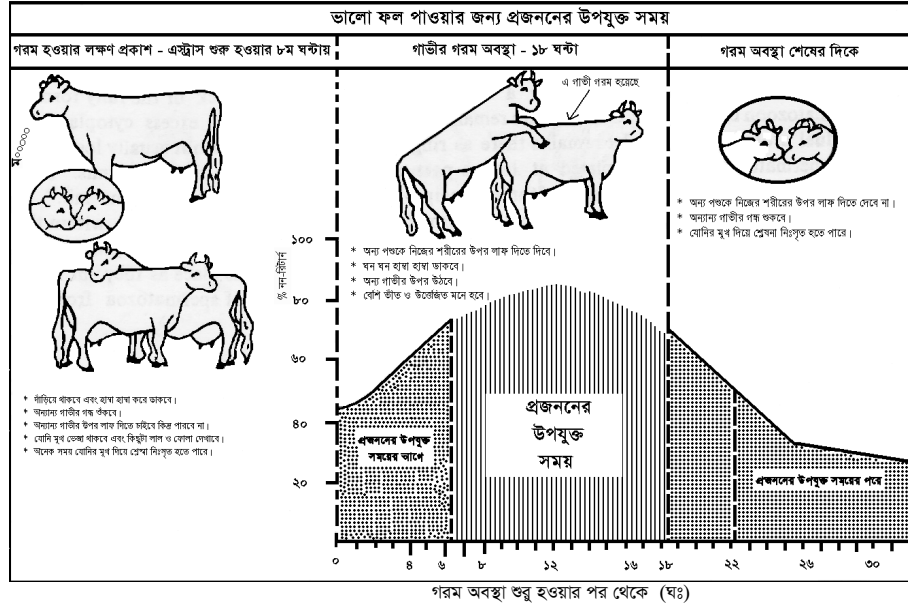 ভালো ফল পাওয়ার জন্য প্রজননের উপযুক্ত সময়
গরম হওয়ার লক্ষণ প্রকাশ - এস্ট্রাস শুরু হওয়ার ৮ম ঘন্টায়
গাভীর গরম অবস্থা - ১৮ ঘন্টা
গরম অবস্থা শেষের দিকে
এ গাভী গরম হয়েছে
* অন্য পশুকে নিজের শরীরের উপর লাফ দিতে দেবে না।
* অন্যান্য গাভীর গন্ধ শুকবে।
* যোনির মুখ দিয়ে শ্লেষনা নিঃসৃত হতে পারে।
* অন্য পশুকে নিজের শরীরের উপর লাফ দিতে দিবে।
* ঘন ঘন হাম্বা হাম্বা ডাকবে।
* অন্য গাভীর উপর উঠবে।
* বেশি ভীত ও উত্তেজিত মনে হবে।
* দাঁড়িয়ে থাকবে এবং হাম্বা হাম্বা করে ডাকবে।
* অন্যান্য গাভীর গন্ধ শুঁকবে।
* অন্যান্য গাভীর উপর লাফ দিতে চাইবে কিন্তু পারবে না।
* যোনি মুখ ভেজা থাকবে এবং কিছুটা লাল ও ফোলা দেখাবে।
* অনেক সময় যোনির মুখ দিয়ে শ্লেষ্মা নিঃসৃত হতে পারে।
% নন-রিটার্ন
১০০
৮০
৬০
৪০
২০
প্রজননের উপযুক্ত
সময়ের আগে
প্রজননের
উপযুক্ত
সময়
প্রজননের উপযুক্ত সময়ের পরে
০ ৪ ৬ ৮ ১২ ১৬ ১৮ ২২ ২৬ ৩০
গরম অবস্থা শুরু হওয়ার পর থেকে (ঘঃ)